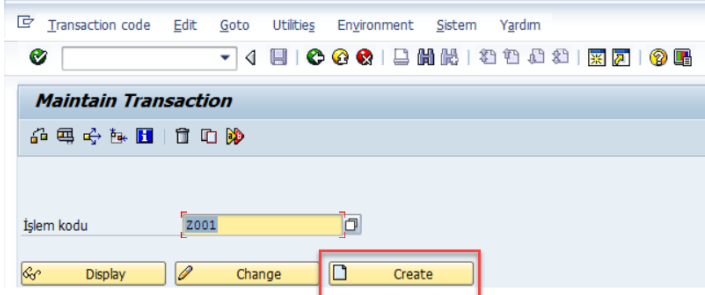 Transaction code Edit Goto Utilities Environment Sistem Yardım
Maintain Transaction
İşlem kodu Z001
Display Change Create